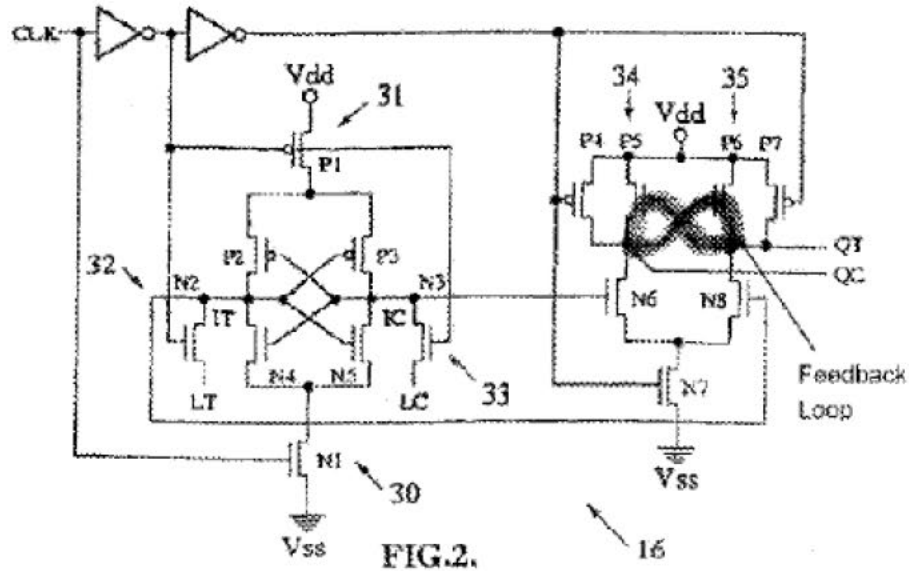 CLK
Vdd
31
34
35
Vdd
P4 P5
P6 P7
P1
P2
P3
32
N2
IT
IC
N3
QT
QC
N6
N8
N4
N5
LT
LC
33
N7
Feedback
Loop
N1
30
Vss
Vss
16
FIG.2.